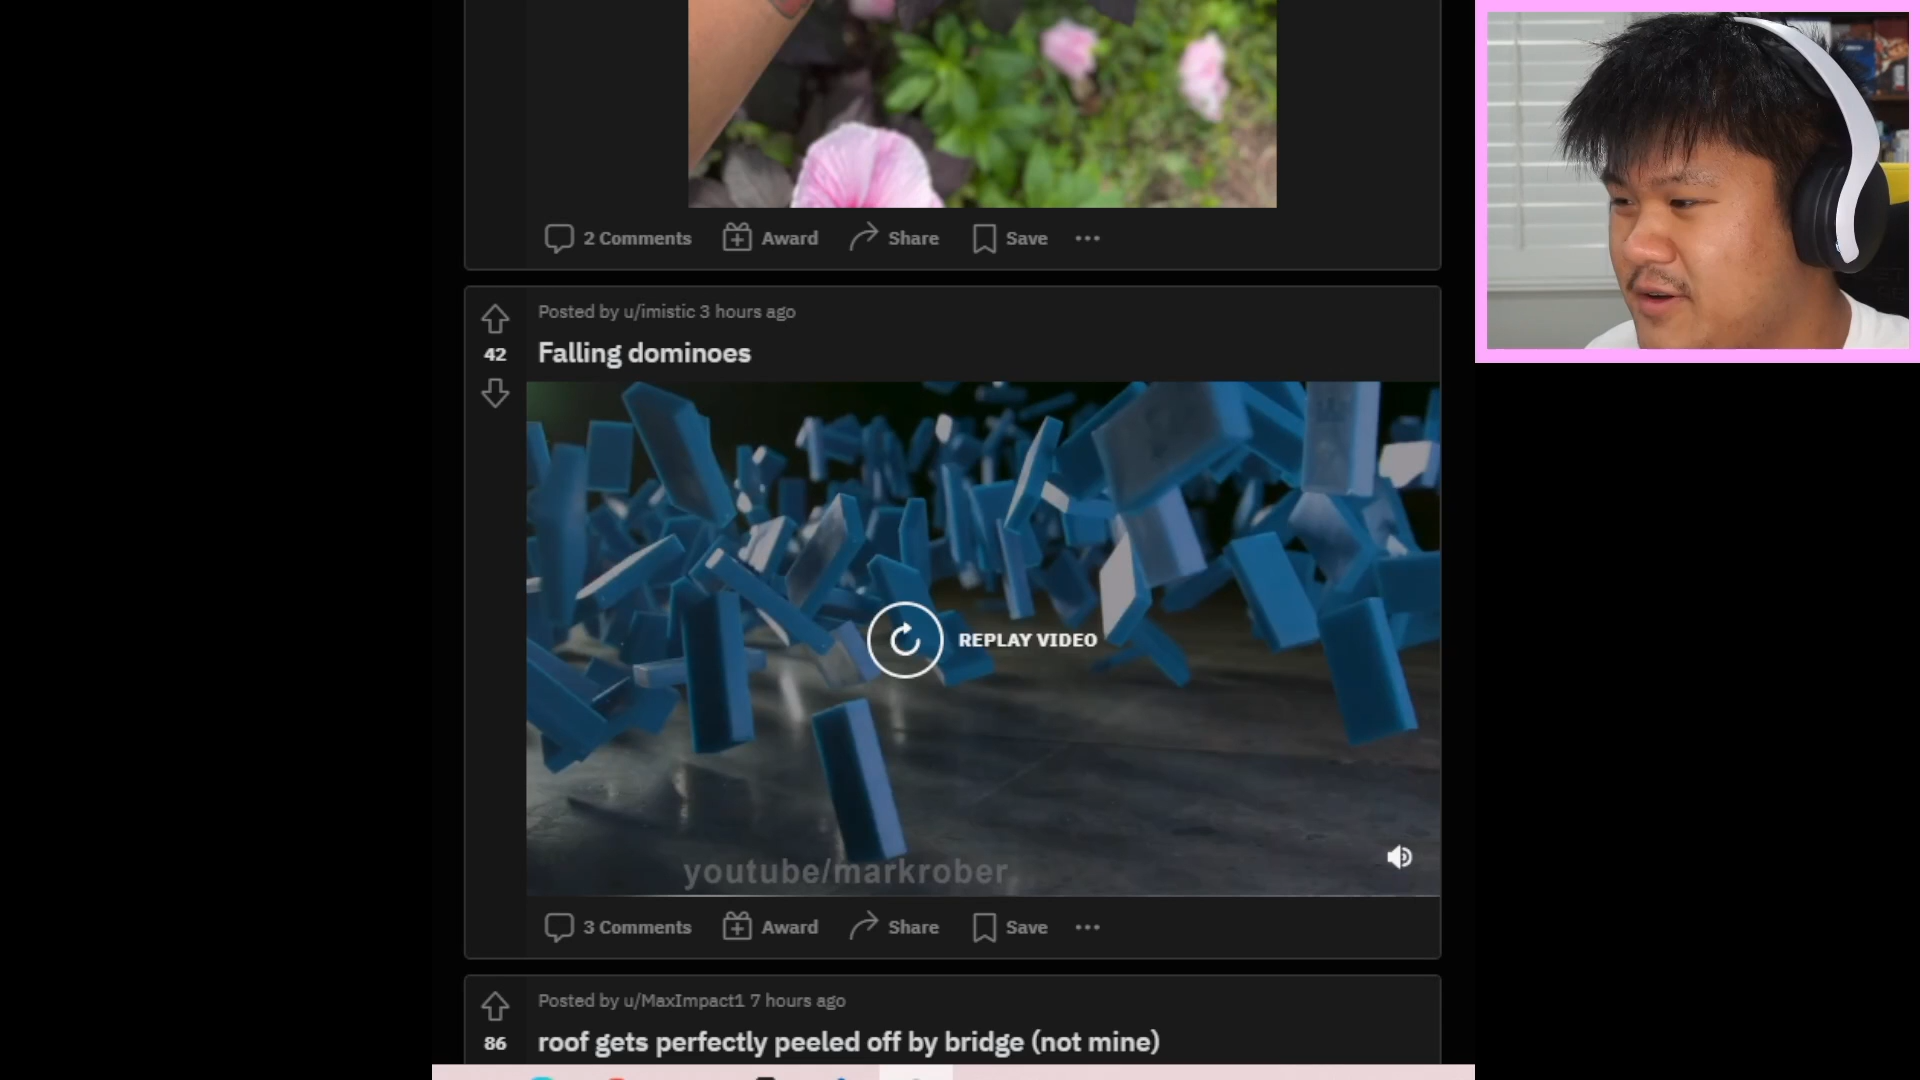 2 Comments Award Share Save
Posted by u/imistic 3 hours ago
42 Falling dominoes
REPLAY VIDEO
youtube/markrober
3 Comments Award Share Save
Posted by u/MaxImpact1 7 hours ago
86 roof gets perfectly peeled off by bridge (not mine)